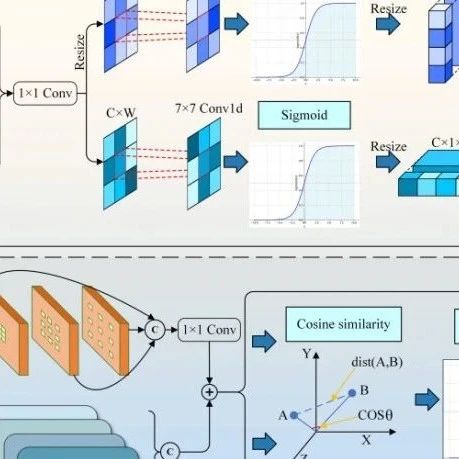 Resize
Resize
1×1 Conv
C×W
7×7 Conv1d
Sigmoid
Resize
C×1×
C
1×1 Conv
Cosine similarity
Y
dist(A,B)
B
A
COSθ
X
Z
C